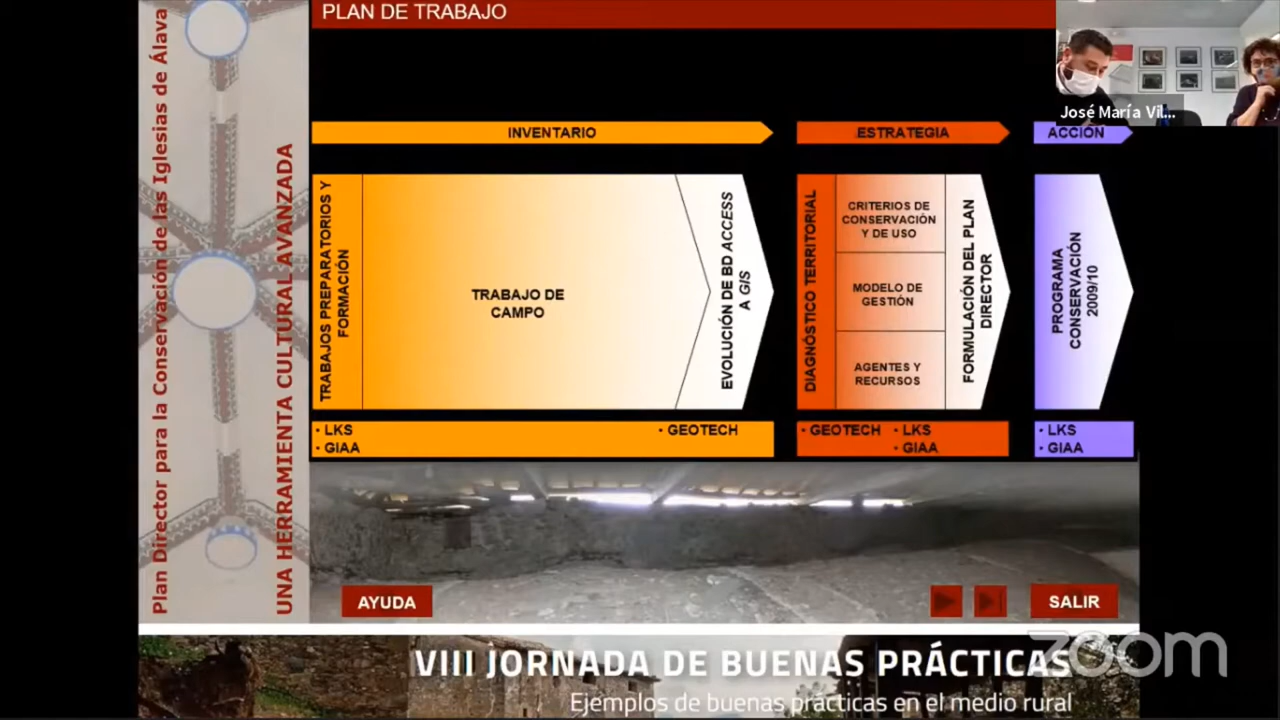 PLAN DE TRABAJO
José María Vil...
Plan Director para la Conservación de las Iglesias de Álava
UNA HERRAMIENTA CULTURAL AVANZADA
INVENTARIO
ESTRATEGIA
ACCIÓN
TRABAJOS PREPARATORIOS Y
FORMACIÓN
TRABAJO DE
CAMPO
EVOLUCIÓN DE BD ACCESS
A GIS
DIAGNÓSTICO TERRITORIAL
CRITERIOS DE
CONSERVACIÓN
Y DE USO
MODELO DE
GESTIÓN
AGENTES Y
RECURSOS
FORMULACIÓN DEL PLAN
DIRECTOR
PROGRAMA
CONSERVACIÓN
2009/10
• LKS
• GIAA
• GEOTECH
• GEOTECH
• LKS
• GIAA
• LKS
• GIAA
AYUDA
SALIR
VIII JORNADA DE BUENAS PRÁCTICAS
Ejemplos de buenas prácticas en el medio rural
zoom